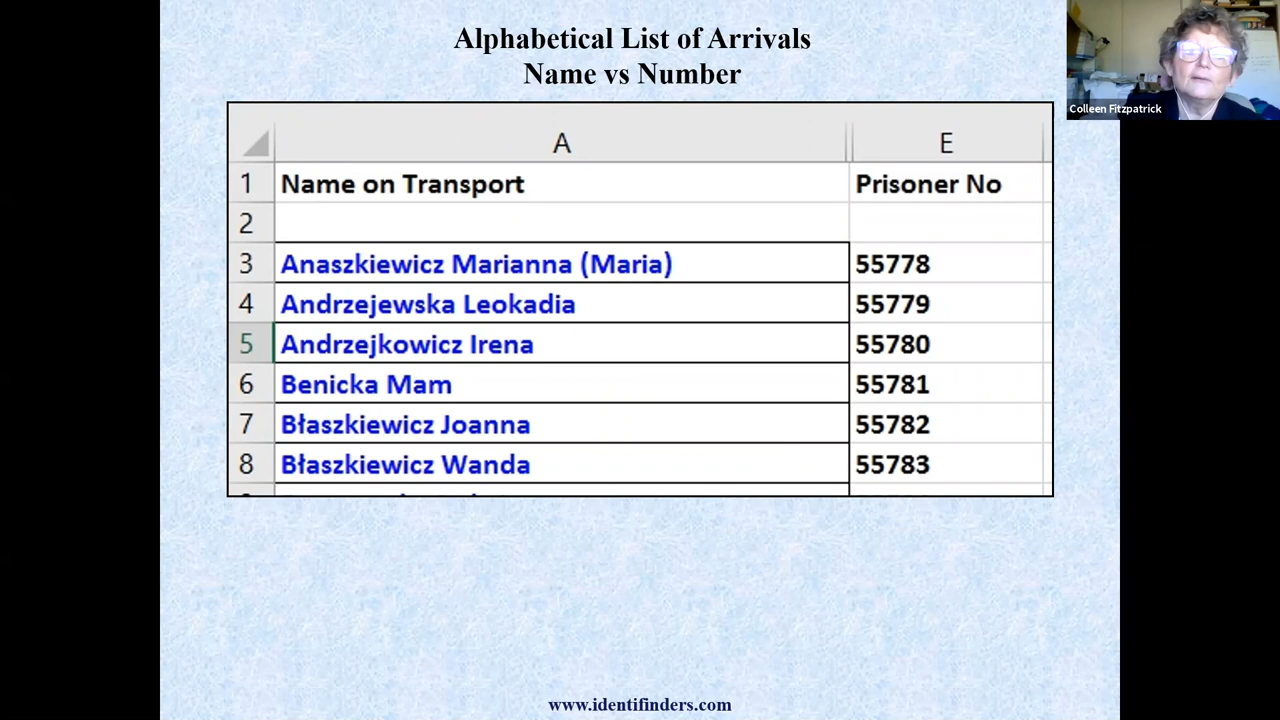 Alphabetical List of Arrivals
Name vs Number
Colleen Fitzpatrick
A E
1 Name on Transport Prisoner No
2
3 Anaszkiewicz Marianna (Maria) 55778
4 Andrzejewska Leokadia 55779
5 Andrzejkowicz Irena 55780
6 Benicka Mam 55781
7 Błaszkiewicz Joanna 55782
8 Błaszkiewicz Wanda 55783
www.identifinders.com